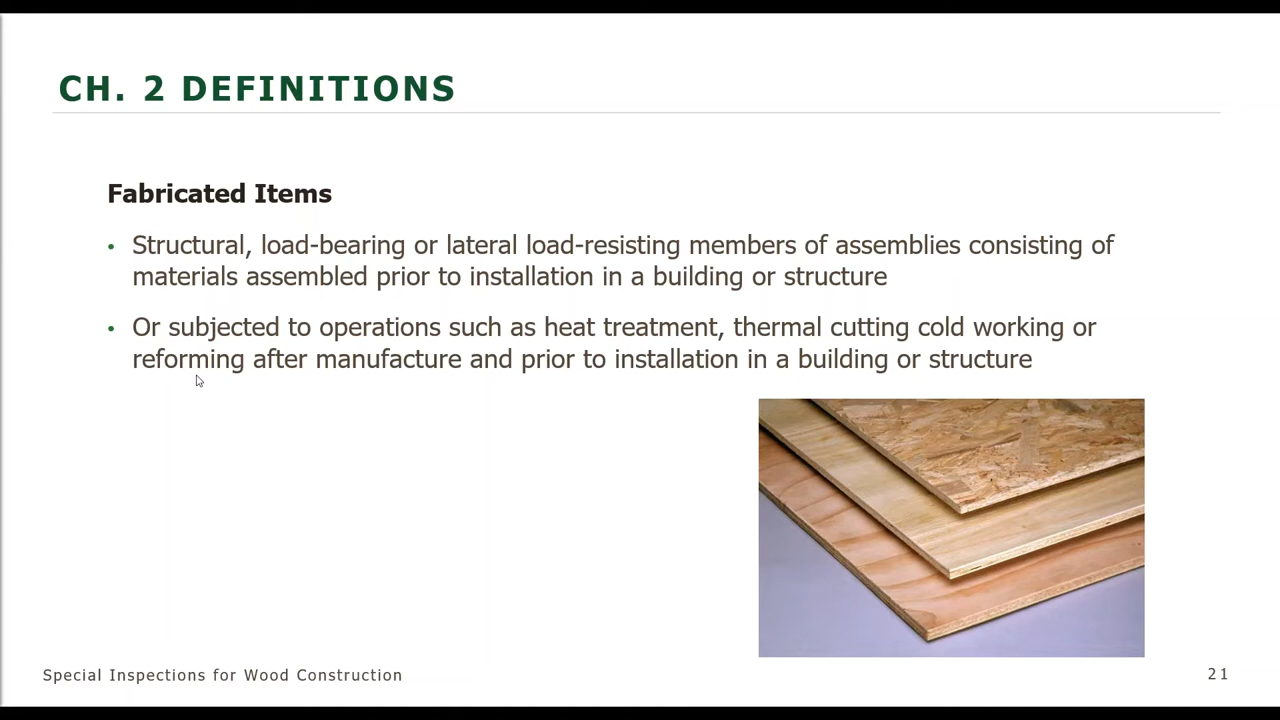 CH. 2 DEFINITIONS
Fabricated Items
• Structural, load-bearing or lateral load-resisting members of assemblies consisting of
materials assembled prior to installation in a building or structure
• Or subjected to operations such as heat treatment, thermal cutting cold working or
reforming after manufacture and prior to installation in a building or structure
Special Inspections for Wood Construction
21